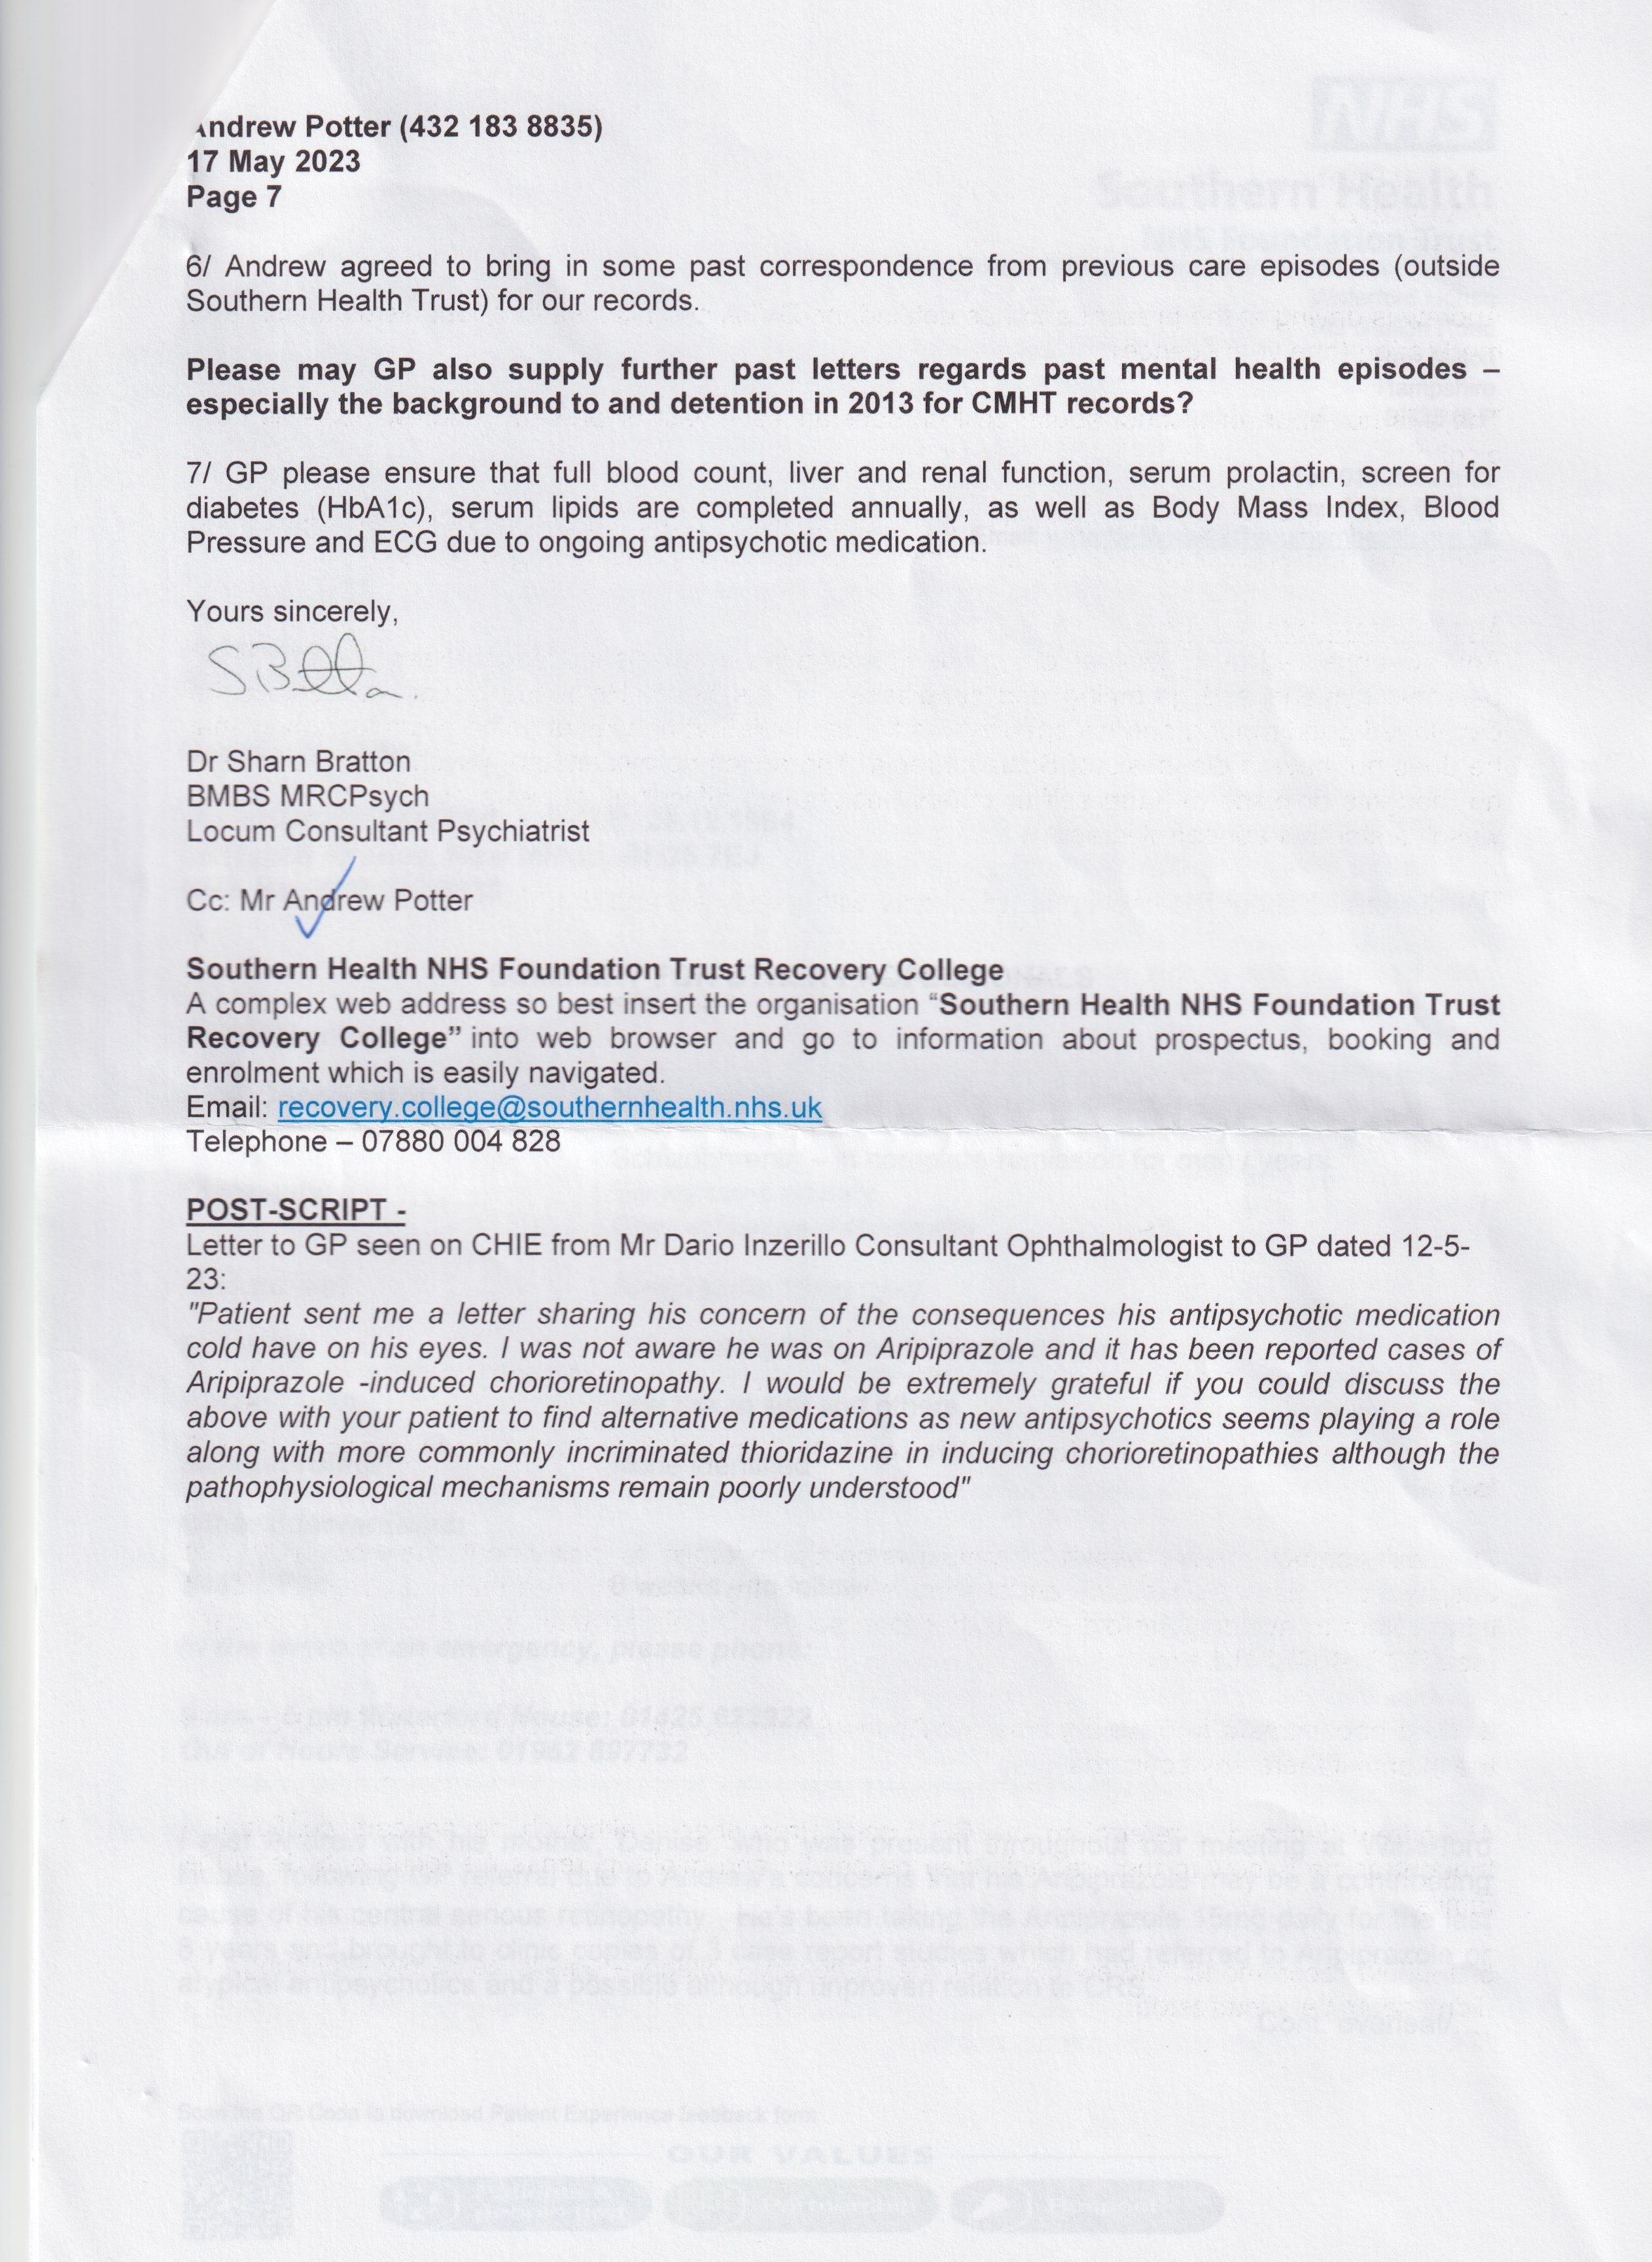 Andrew Potter (432 183 8835)
17 May 2023
Page 7
6/ Andrew agreed to bring in some past correspondence from previous care episodes (outside
Southern Health Trust) for our records.
Please may GP also supply further past letters regards past mental health episodes –
especially the background to and detention in 2013 for CMHT records?
7/ GP please ensure that full blood count, liver and renal function, serum prolactin, screen for
diabetes (HbA1c), serum lipids are completed annually, as well as Body Mass Index, Blood
Pressure and ECG due to ongoing antipsychotic medication.
Yours sincerely,
Dr Sharn Bratton
BMBS MRCPsych
Locum Consultant Psychiatrist
Cc: Mr Andrew Potter
Southern Health NHS Foundation Trust Recovery College
A complex web address so best insert the organisation “Southern Health NHS Foundation Trust
Recovery College” into web browser and go to information about prospectus, booking and
enrolment which is easily navigated.
Email: recovery.college@southernhealth.nhs.uk
Telephone – 07880 004 828
POST-SCRIPT -
Letter to GP seen on CHIE from Mr Dario Inzerillo Consultant Ophthalmologist to GP dated 12-5-
23:
"Patient sent me a letter sharing his concern of the consequences his antipsychotic medication
cold have on his eyes. I was not aware he was on Aripiprazole and it has been reported cases of
Aripiprazole -induced chorioretinopathy. I would be extremely grateful if you could discuss the
above with your patient to find alternative medications as new antipsychotics seems playing a role
along with more commonly incriminated thioridazine in inducing chorioretinopathies although the
pathophysiological mechanisms remain poorly understood"